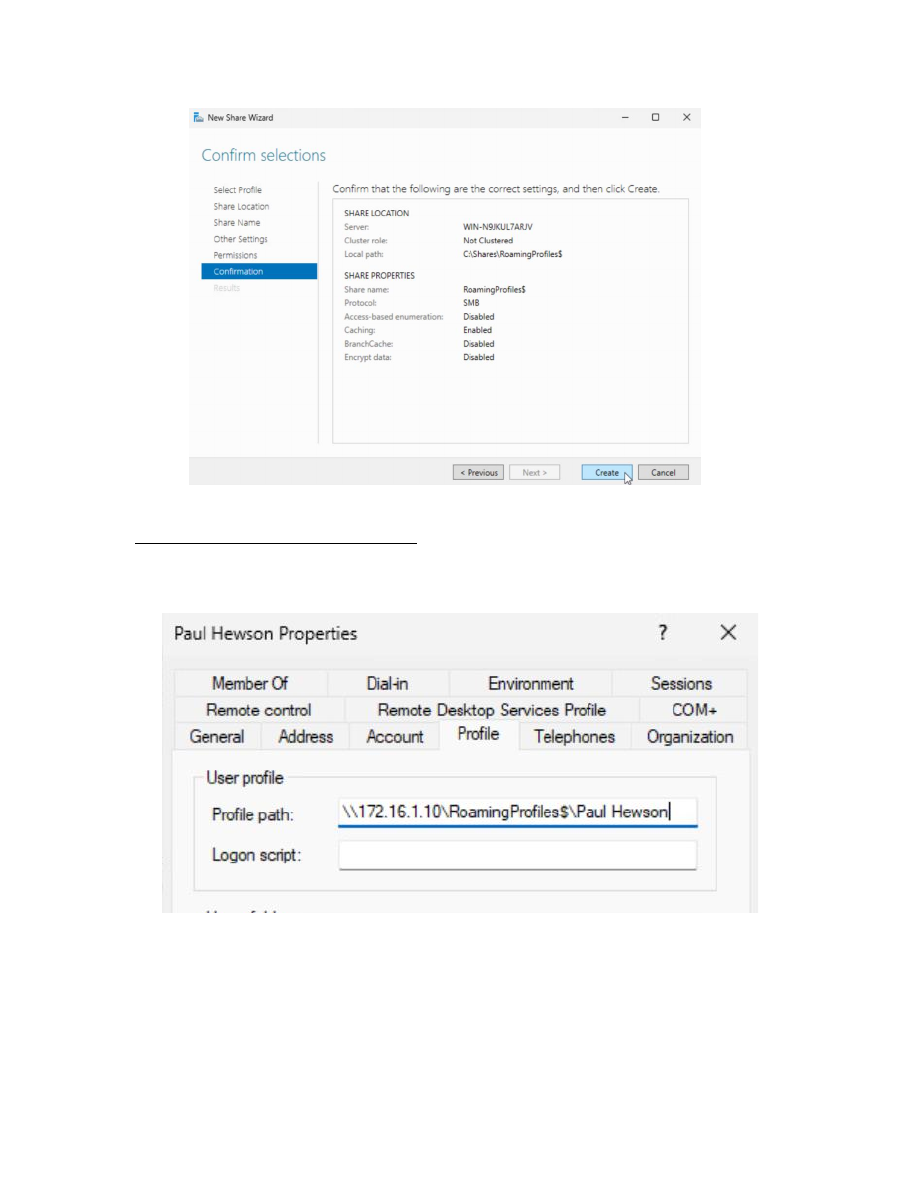 New Share Wizard
Confirm selections
Select Profile
Share Location
Share Name
Other Settings
Permissions
Confirmation
Results
Confirm that the following are the correct settings, and then click Create.
SHARE LOCATION
Server: WIN-N9JKUL7ARJV
Cluster role: Not Clustered
Local path: C:\Shares\RoamingProfiles$
SHARE PROPERTIES
Share name: RoamingProfiles$
Protocol: SMB
Access-based enumeration: Disabled
Caching: Enabled
BranchCache: Disabled
Encrypt data: Disabled
< Previous Next > Create Cancel
Paul Hewson Properties ?
Member Of Dial-in Environment Sessions
Remote control Remote Desktop Services Profile COM+
General Address Account Profile Telephones Organization
User profile
Profile path: \\172.16.1.10\RoamingProfiles$\Paul Hewson
Logon script: